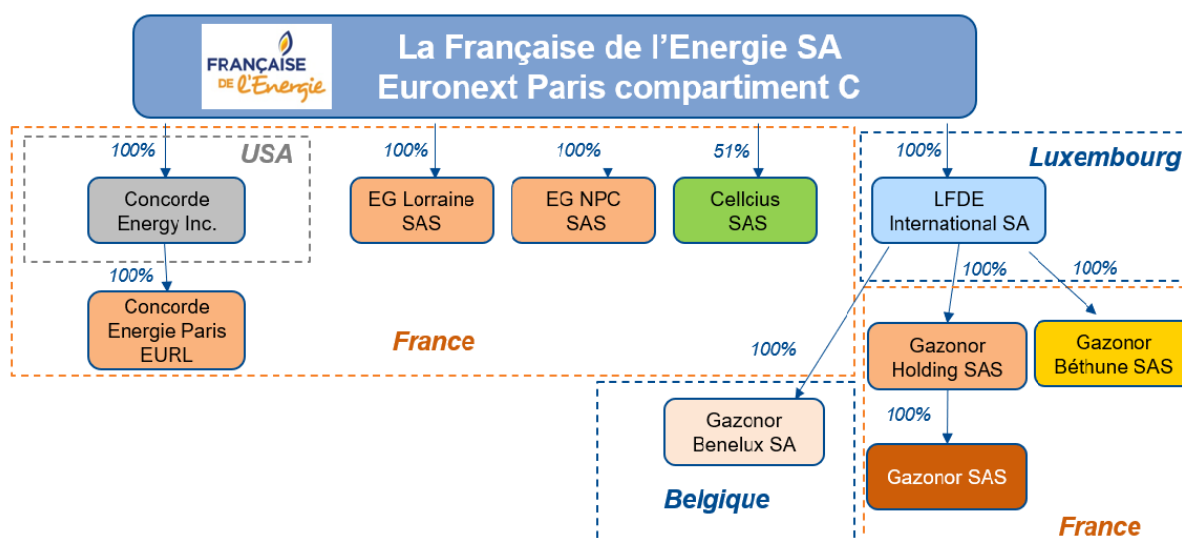 FRANÇAISE
DE l'Energie
La Française de l'Energie SA
Euronext Paris compartiment C
100%
USA
100%
100%
51%
100%
Luxembourg
Concorde
Energy Inc.
EG Lorraine
SAS
EG NPC
SAS
Cellcius
SAS
LFDE
International SA
100%
100%
100%
Concorde
Energie Paris
EURL
France
100%
Gazonor
Holding SAS
Gazonor
Béthune SAS
Gazonor
Benelux SA
100%
Gazonor SAS
Belgique
France